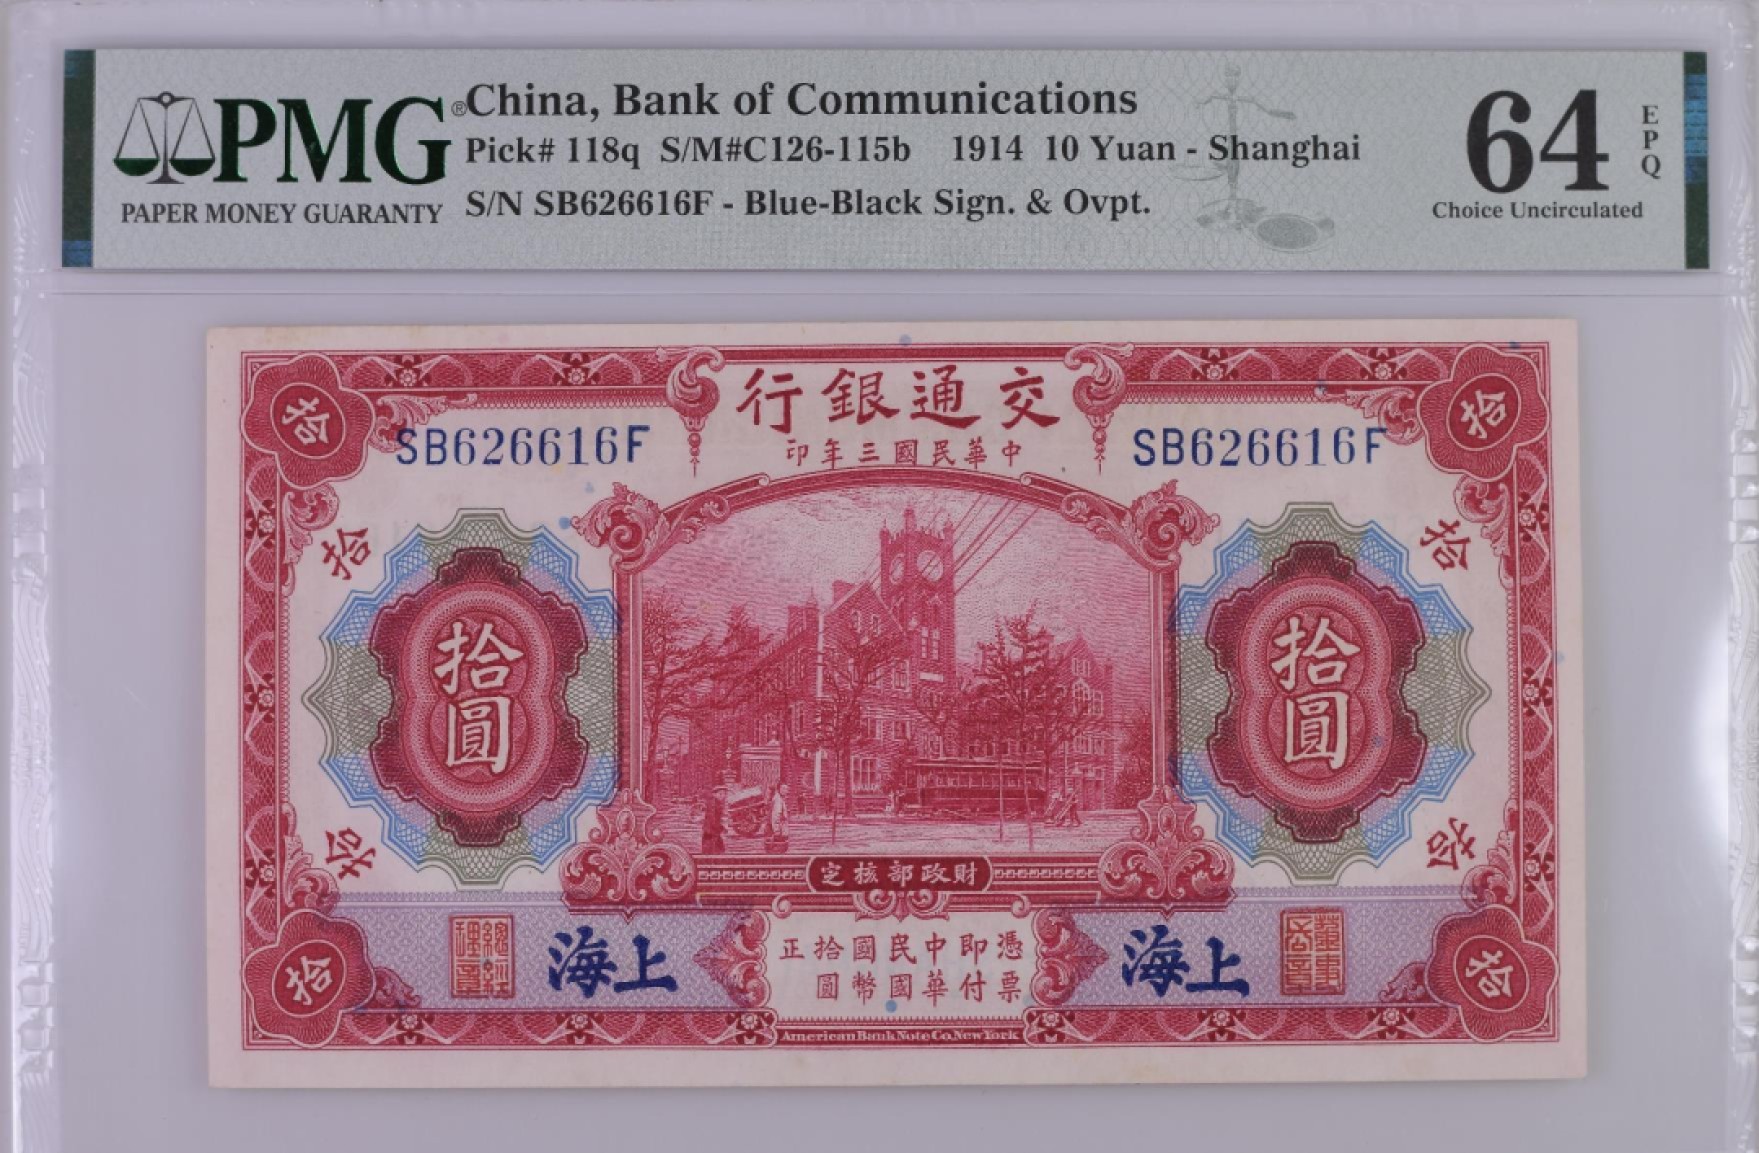 PMG®
PAPER MONEY GUARANTY
China, Bank of Communications
Pick# 118q S/M#C126-115b 1914 10 Yuan - Shanghai
S/N SB626616F - Blue-Black Sign. & Ovpt.
64 EPQ
Choice Uncirculated
交通銀行
中華民國三年印
拾
拾
SB626616F
SB626616F
拾
拾
拾圓
拾圓
拾
拾
財政部核定
上海
上海
憑票即付中華民國國幣拾圓正
拾
拾
American Bank Note Co. New York